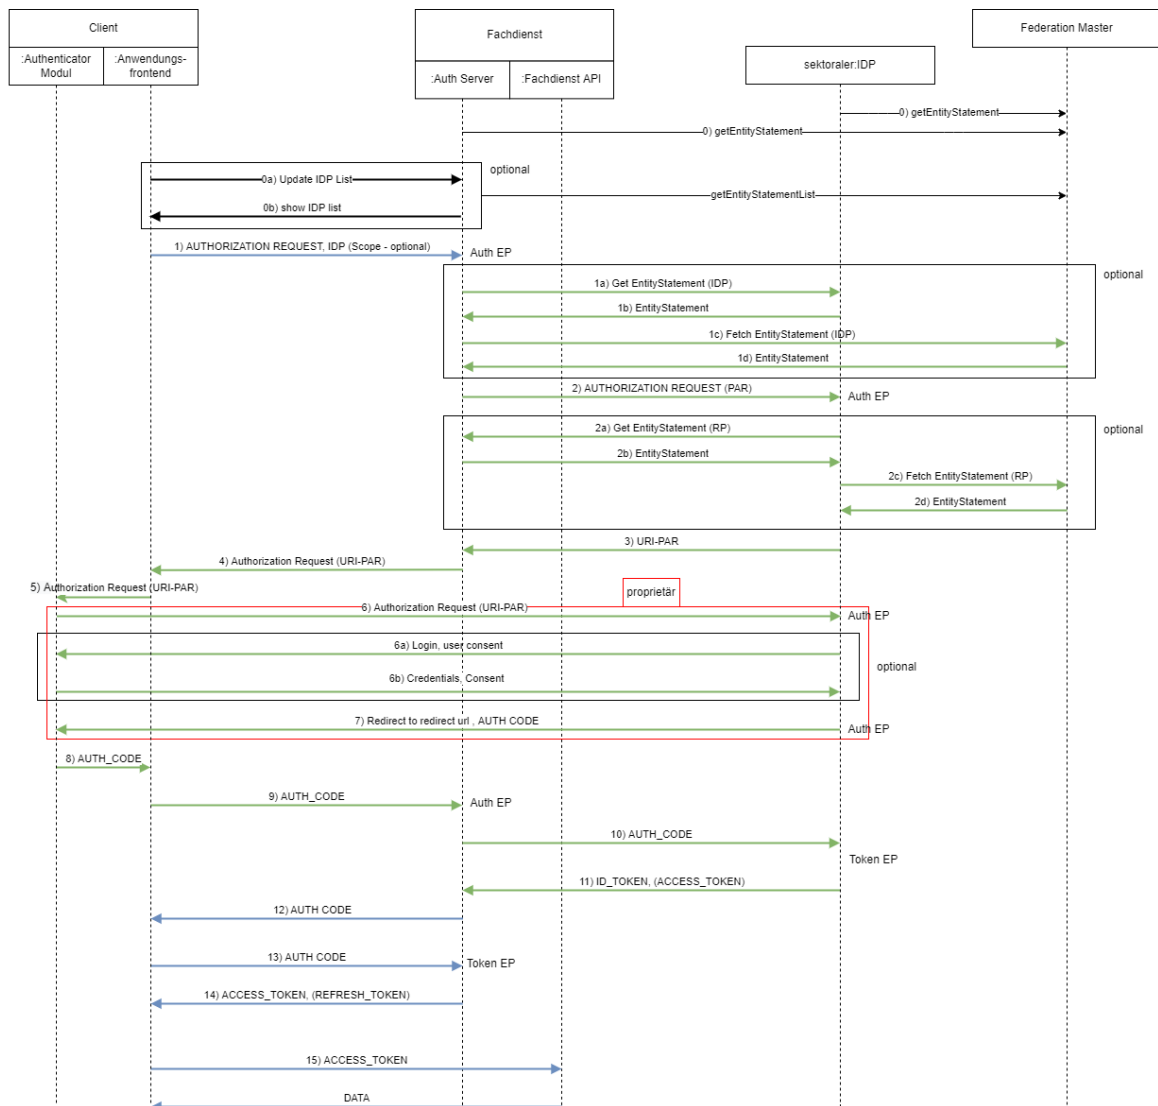 Client
Fachdienst
Federation Master
:Authenticator
Modul
:Anwendungs-
frontend
:Auth Server
:Fachdienst API
sektoraler:IDP
0) getEntityStatement
0) getEntityStatement
optional
0a) Update IDP List
getEntityStatementList
0b) show IDP list
1) AUTHORIZATION REQUEST, IDP (Scope - optional)
Auth EP
optional
1a) Get EntityStatement (IDP)
1b) EntityStatement
1c) Fetch EntityStatement (IDP)
1d) EntityStatement
2) AUTHORIZATION REQUEST (PAR)
Auth EP
optional
2a) Get EntityStatement (RP)
2b) EntityStatement
2c) Fetch EntityStatement (RP)
2d) EntityStatement
3) URI-PAR
4) Authorization Request (URI-PAR)
5) Authorization Request (URI-PAR)
proprietär
6) Authorization Request (URI-PAR)
Auth EP
6a) Login, user consent
optional
6b) Credentials, Consent
7) Redirect to redirect url , AUTH CODE
Auth EP
8) AUTH_CODE
9) AUTH_CODE
Auth EP
10) AUTH_CODE
Token EP
11) ID_TOKEN, (ACCESS_TOKEN)
12) AUTH CODE
13) AUTH CODE
Token EP
14) ACCESS_TOKEN, (REFRESH_TOKEN)
15) ACCESS_TOKEN
DATA